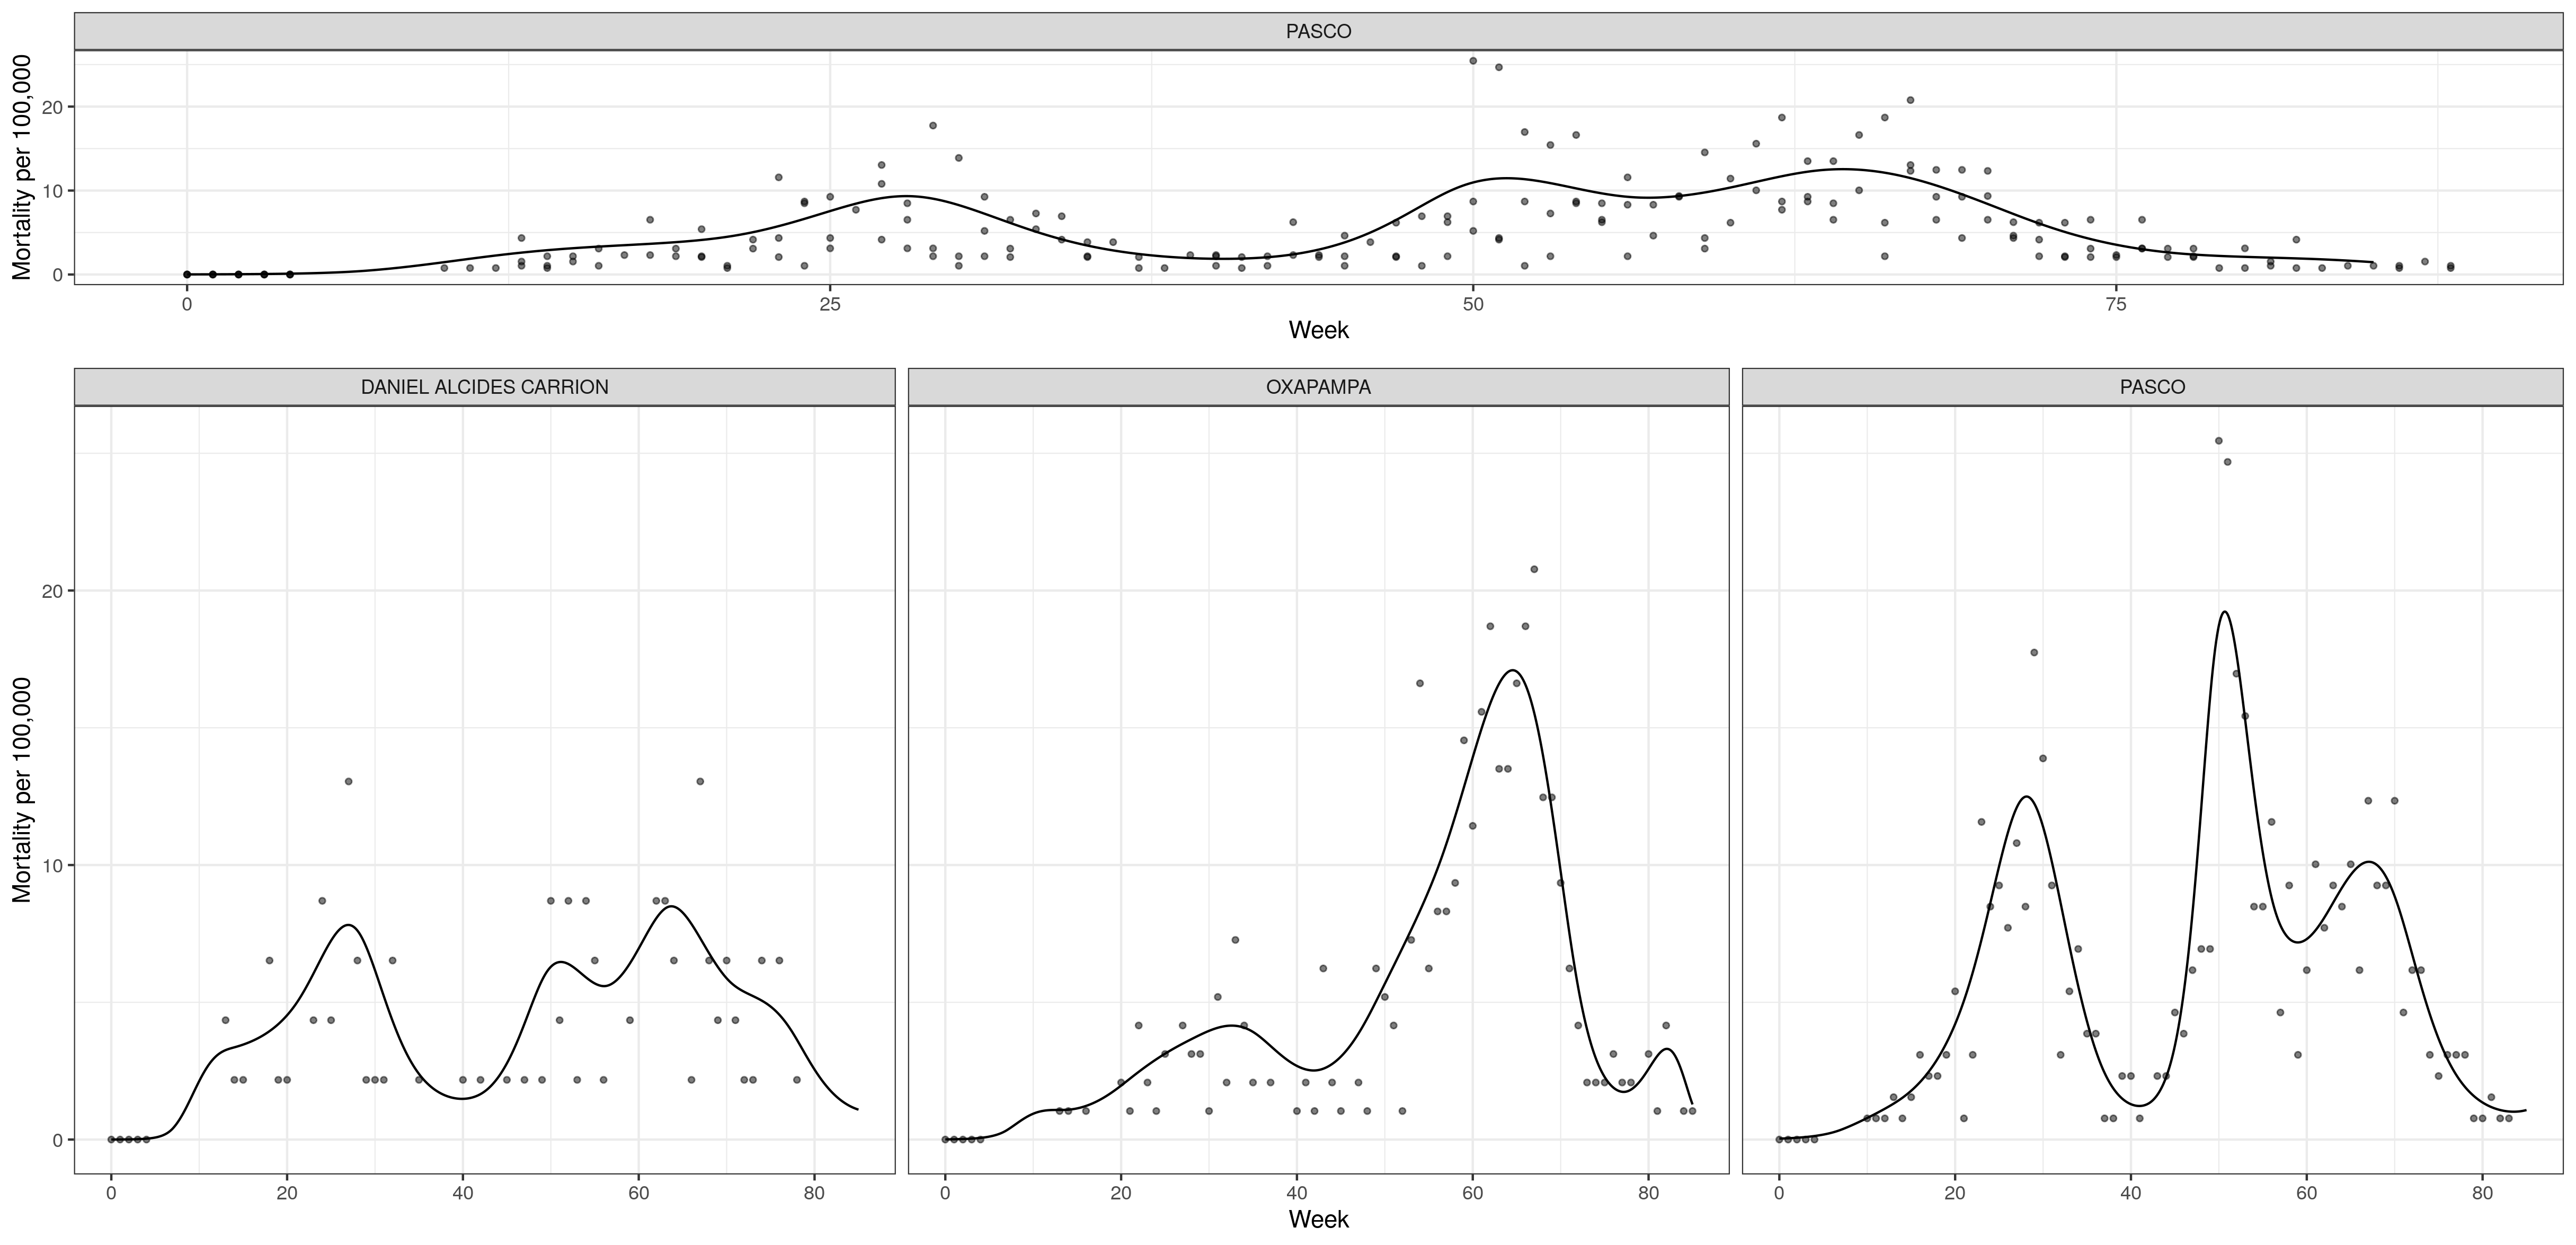 PASCO
Mortality per 100,000
20
10
0
0 25 50 75
Week
DANIEL ALCIDES CARRION OXAPAMPA PASCO
Mortality per 100,000
20
10
0
0 20 40 60 80 0 20 40 60 80 0 20 40 60 80
Week